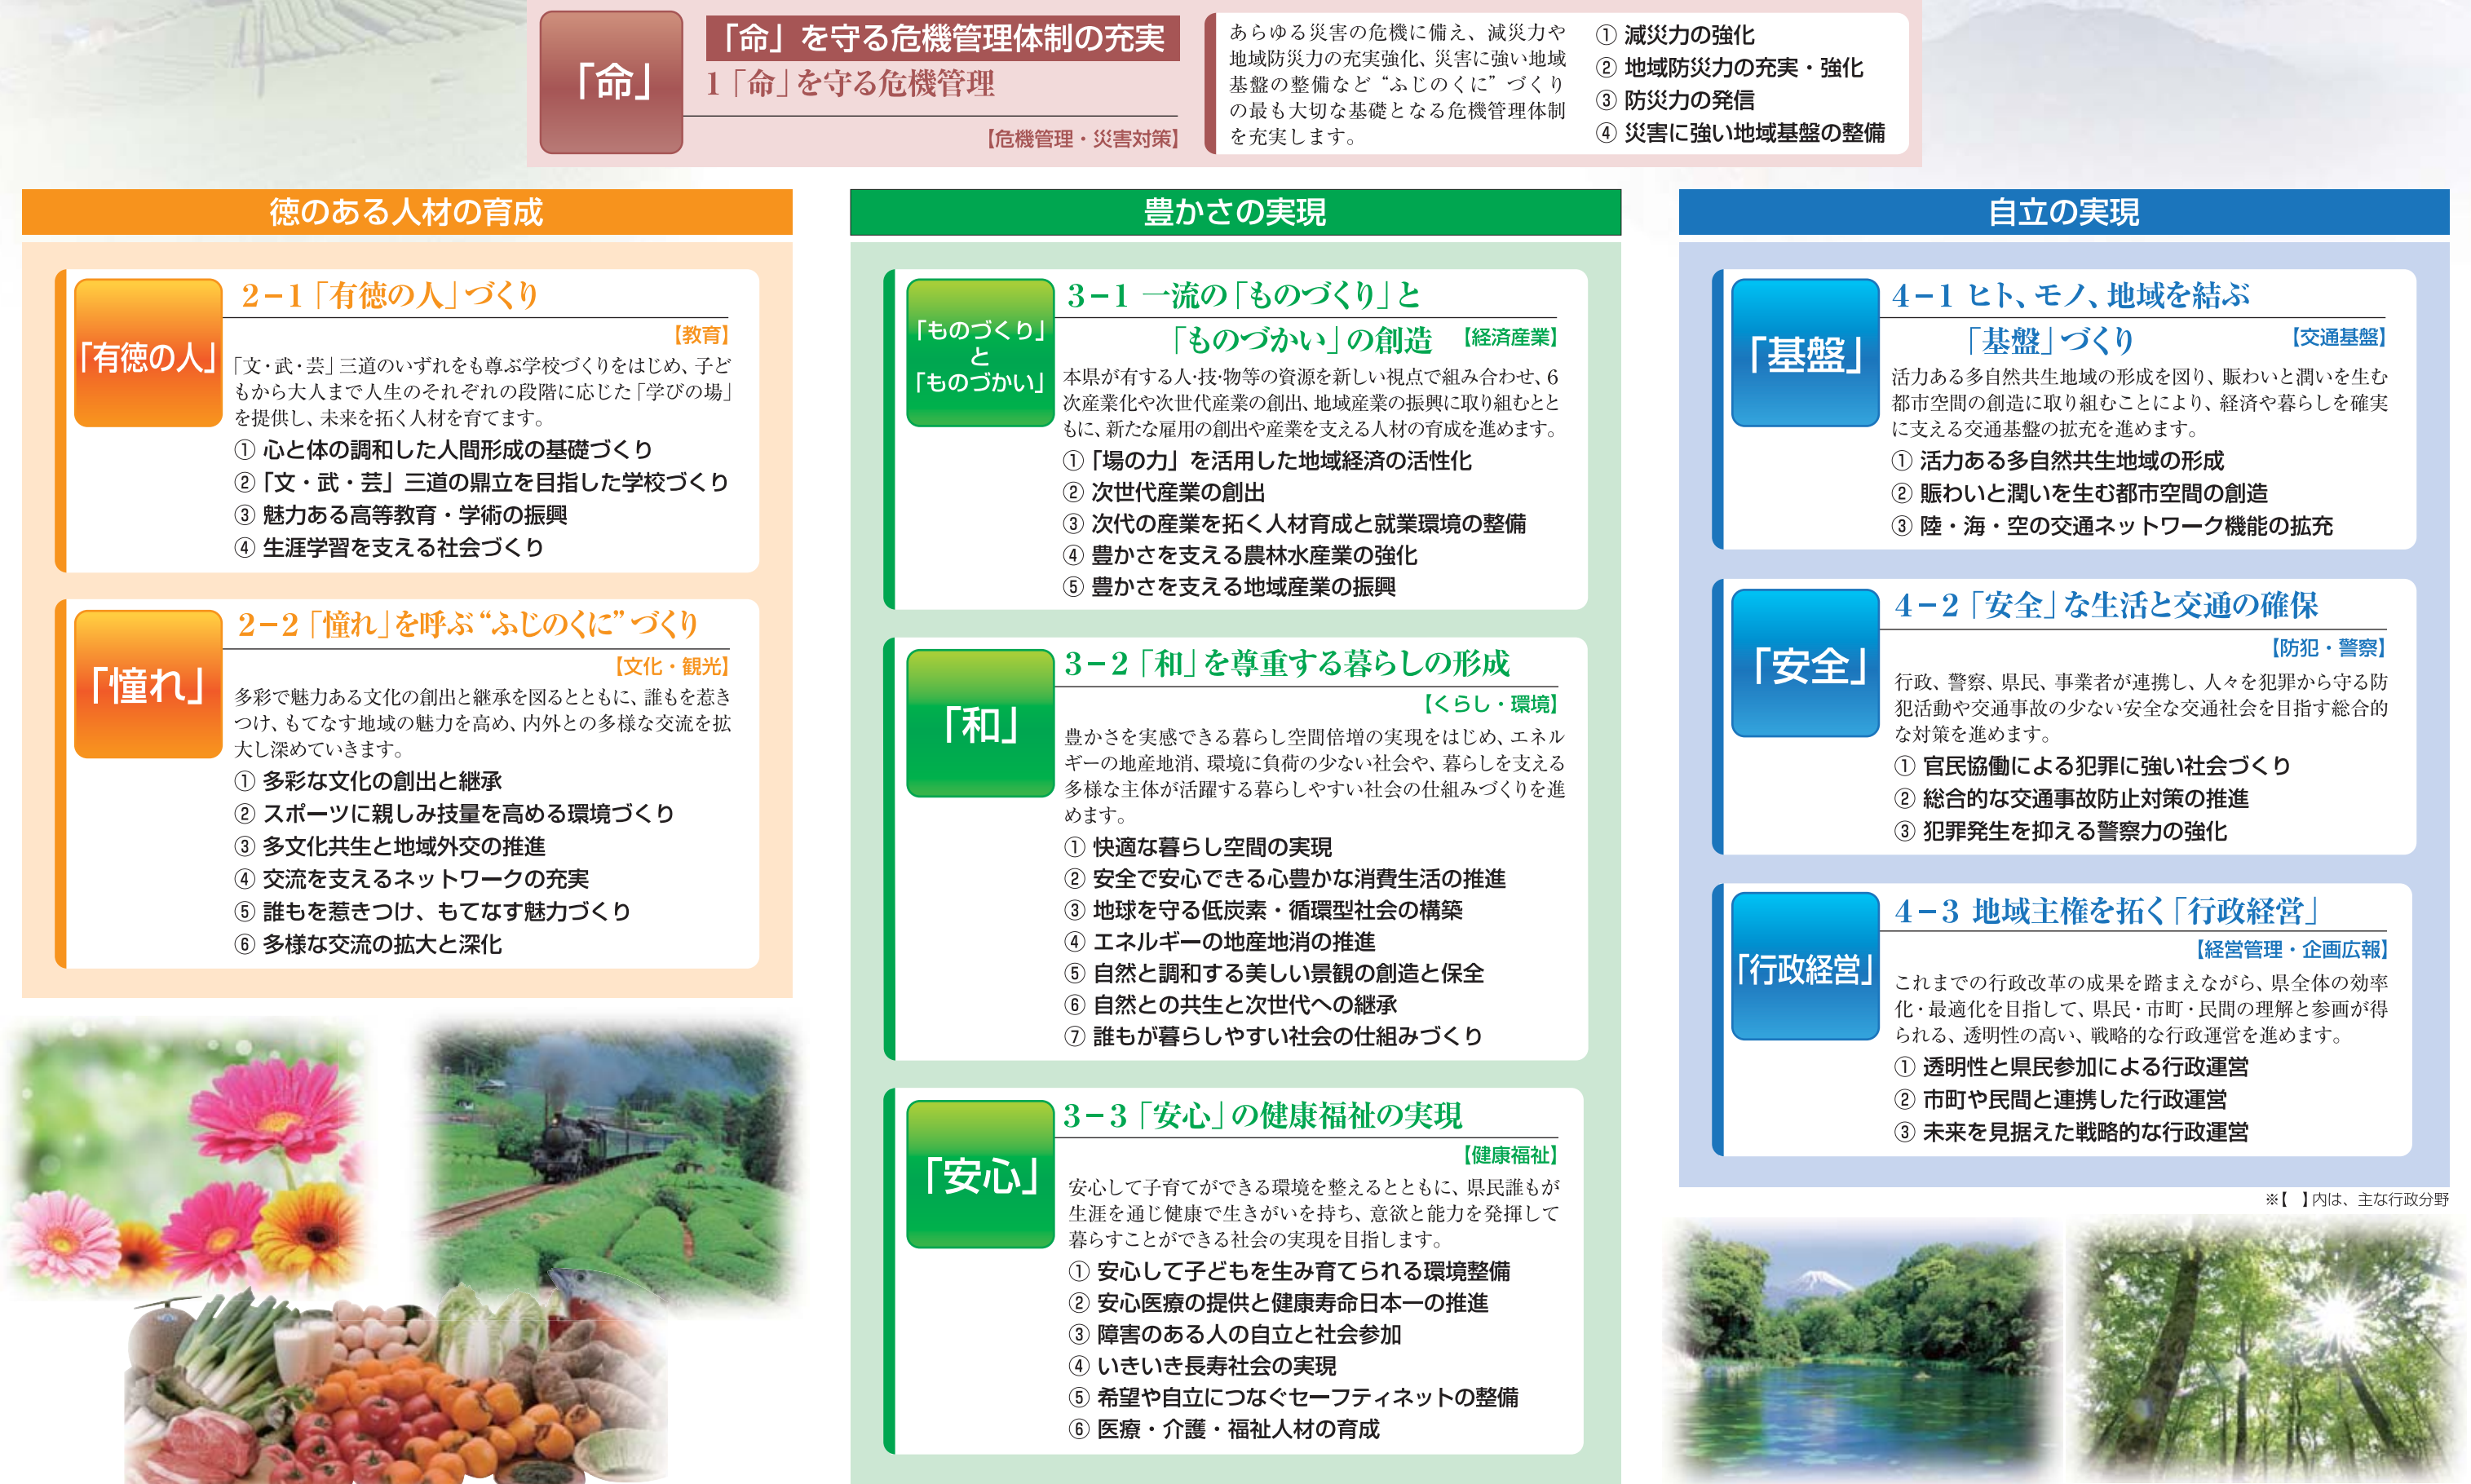 「命」
「命」を守る危機管理体制の充実
1「命」を守る危機管理
【危機管理・災害対策】
あらゆる災害の危機に備え、減災力や
地域防災力の充実強化、災害に強い地域
基盤の整備など“ふじのくに”づくり
の最も大切な基礎となる危機管理体制
を充実します。
① 減災力の強化
② 地域防災力の充実・強化
③ 防災力の発信
④ 災害に強い地域基盤の整備
徳のある人材の育成
「有徳の人」
2−1「有徳の人」づくり
【教育】
「文・武・芸」三道のいずれをも尊ぶ学校づくりをはじめ、子ど
もから大人まで人生のそれぞれの段階に応じた「学びの場」
を提供し、未来を拓く人材を育てます。
① 心と体の調和した人間形成の基礎づくり
②「文・武・芸」三道の鼎立を目指した学校づくり
③ 魅力ある高等教育・学術の振興
④ 生涯学習を支える社会づくり
「憧れ」
2−2「憧れ」を呼ぶ“ふじのくに”づくり
【文化・観光】
多彩で魅力ある文化の創出と継承を図るとともに、誰もを惹き
つけ、もてなす地域の魅力を高め、内外との多様な交流を拡
大し深めていきます。
① 多彩な文化の創出と継承
② スポーツに親しみ技量を高める環境づくり
③ 多文化共生と地域外交の推進
④ 交流を支えるネットワークの充実
⑤ 誰もを惹きつけ、もてなす魅力づくり
⑥ 多様な交流の拡大と深化
豊かさの実現
「ものづくり」
と
「ものづかい」
3−1 一流の「ものづくり」と
「ものづかい」の創造 【経済産業】
本県が有する人・技・物等の資源を新しい視点で組み合わせ、6
次産業化や次世代産業の創出、地域産業の振興に取り組むとと
もに、新たな雇用の創出や産業を支える人材の育成を進めます。
①「場の力」を活用した地域経済の活性化
② 次世代産業の創出
③ 次代の産業を拓く人材育成と就業環境の整備
④ 豊かさを支える農林水産業の強化
⑤ 豊かさを支える地域産業の振興
「和」
3−2「和」を尊重する暮らしの形成
【くらし・環境】
豊かさを実感できる暮らし空間倍増の実現をはじめ、エネル
ギーの地産地消、環境に負荷の少ない社会や、暮らしを支える
多様な主体が活躍する暮らしやすい社会の仕組みづくりを進
めます。
① 快適な暮らし空間の実現
② 安全で安心できる心豊かな消費生活の推進
③ 地球を守る低炭素・循環型社会の構築
④ エネルギーの地産地消の推進
⑤ 自然と調和する美しい景観の創造と保全
⑥ 自然との共生と次世代への継承
⑦ 誰もが暮らしやすい社会の仕組みづくり
「安心」
3−3「安心」の健康福祉の実現
【健康福祉】
安心して子育てができる環境を整えるとともに、県民誰もが
生涯を通じ健康で生きがいを持ち、意欲と能力を発揮して
暮らすことができる社会の実現を目指します。
① 安心して子どもを生み育てられる環境整備
② 安心医療の提供と健康寿命日本一の推進
③ 障害のある人の自立と社会参加
④ いきいき長寿社会の実現
⑤ 希望や自立につなぐセーフティネットの整備
⑥ 医療・介護・福祉人材の育成
自立の実現
「基盤」
4−1 ヒト、モノ、地域を結ぶ
「基盤」づくり 【交通基盤】
活力ある多自然共生地域の形成を図り、賑わいと潤いを生む
都市空間の創造に取り組むことにより、経済や暮らしを確実
に支える交通基盤の拡充を進めます。
① 活力ある多自然共生地域の形成
② 賑わいと潤いを生む都市空間の創造
③ 陸・海・空の交通ネットワーク機能の拡充
「安全」
4−2「安全」な生活と交通の確保
【防犯・警察】
行政、警察、県民、事業者が連携し、人々を犯罪から守る防
犯活動や交通事故の少ない安全な交通社会を目指す総合的
な対策を進めます。
① 官民協働による犯罪に強い社会づくり
② 総合的な交通事故防止対策の推進
③ 犯罪発生を抑える警察力の強化
「行政経営」
4−3 地域主権を拓く「行政経営」
【経営管理・企画広報】
これまでの行政改革の成果を踏まえながら、県全体の効率
化・最適化を目指して、県民・市町・民間の理解と参画が得
られる、透明性の高い、戦略的な行政運営を進めます。
① 透明性と県民参加による行政運営
② 市町や民間と連携した行政運営
③ 未来を見据えた戦略的な行政運営
※【　】内は、主な行政分野